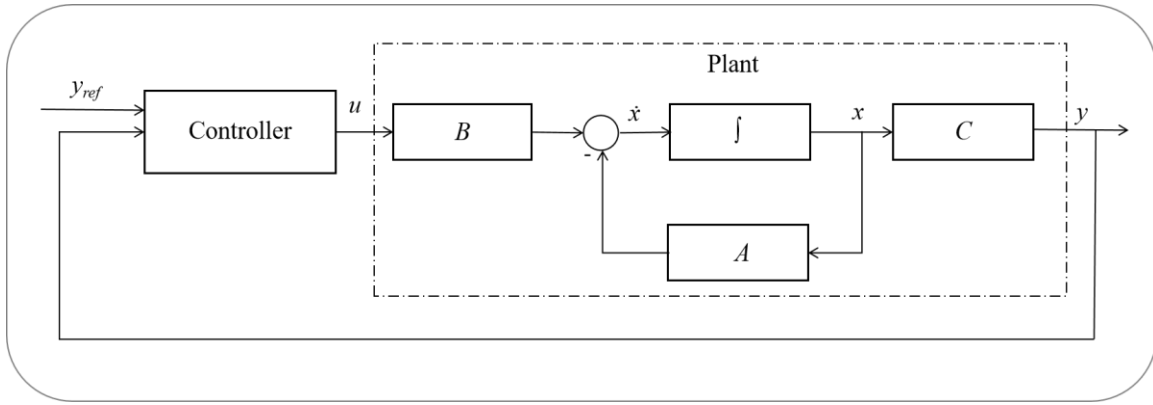 Plant
y_ref
u
ẋ
x
y
Controller
B
∫
C
-
A